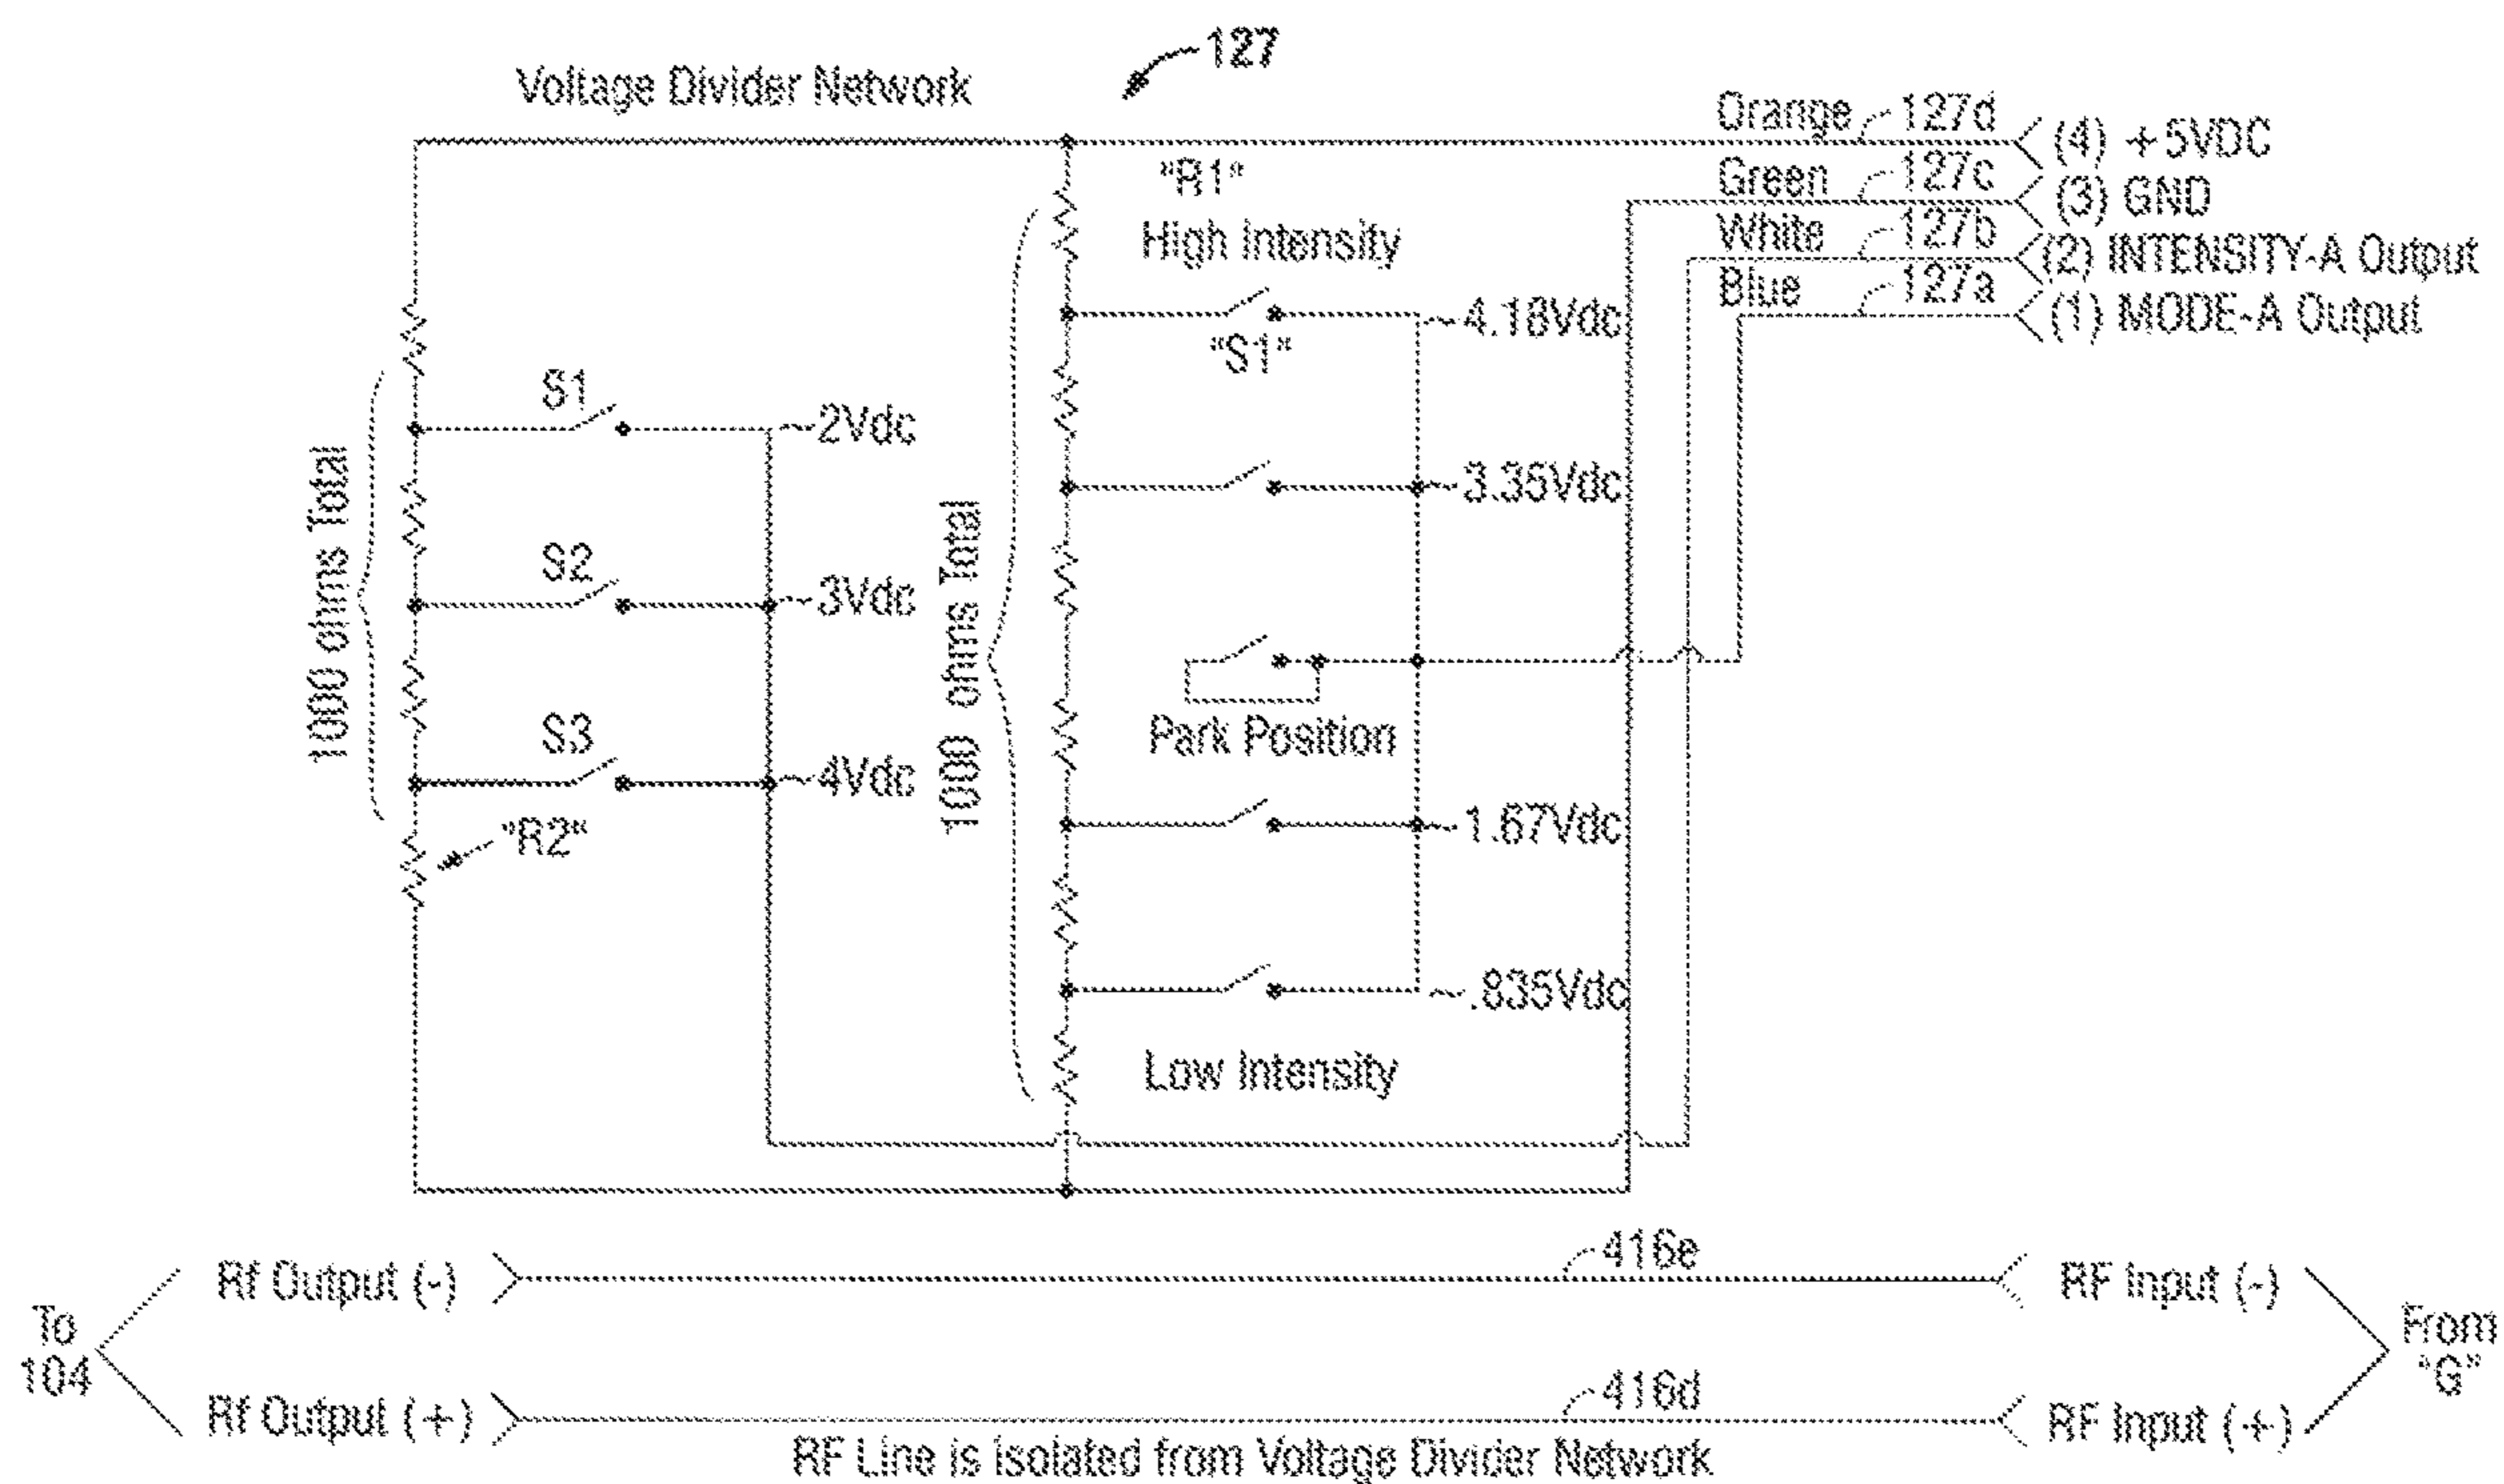 127
Voltage Divider Network
Orange 127d (4) +5VDC
Green 127c (3) GND
White 127b (2) INTENSITY-A Output
Blue 127a (1) MODE-A Output
"R1"
High Intensity
4.18Vdc
"S1"
S1
2Vdc
3.35Vdc
1000 ohms Total
S2
3Vdc
1000 ohms Total
Park Position
S3
4Vdc
"R2"
1.67Vdc
.835Vdc
Low Intensity
416e
Rf Output (-)
RF Input (-)
To
104
From
"G"
416d
Rf Output (+)
RF Input (+)
RF Line is Isolated from Voltage Divider Network